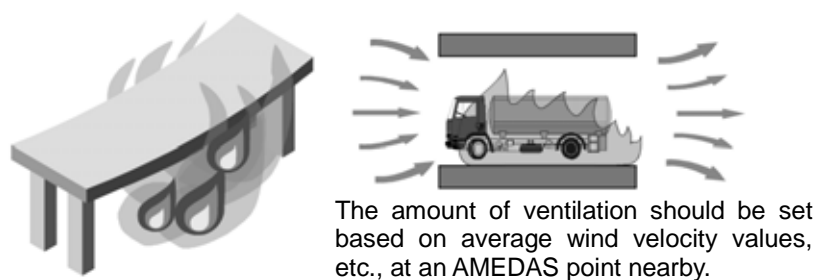 The amount of ventilation should be set
based on average wind velocity values,
etc., at an AMEDAS point nearby.